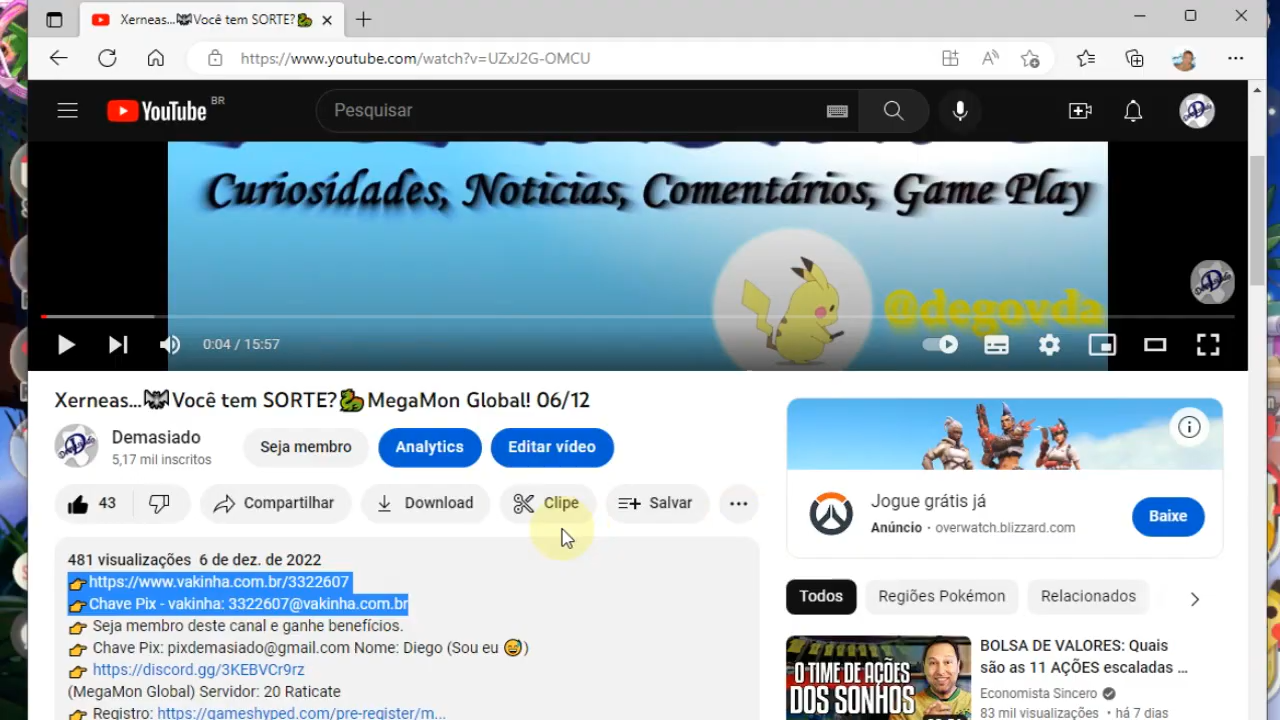 Xerneas...🦇Você tem SORTE?🐉
https://www.youtube.com/watch?v=UZxJ2G-OMCU
YouTube BR
Pesquisar
Curiosidades, Noticias, Comentários, Game Play
@degovda
0:04 / 15:57
Xerneas...🦇Você tem SORTE?🐉MegaMon Global! 06/12
Demasiado
5,17 mil inscritos
Seja membro
Analytics
Editar vídeo
43
Compartilhar
Download
Clipe
Salvar
481 visualizações 6 de dez. de 2022
👉https://www.vakinha.com.br/3322607
👉Chave Pix - vakinha: 3322607@vakinha.com.br
👉 Seja membro deste canal e ganhe benefícios.
👉 Chave Pix: pixdemasiado@gmail.com Nome: Diego (Sou eu 😅)
👉 https://discord.gg/3KEBVCr9rz
(MegaMon Global) Servidor: 20 Raticate
👉 Registro: https://gameshyped.com/pre-register/m...
Jogue grátis já
Anúncio · overwatch.blizzard.com
Baixe
Todos
Regiões Pokémon
Relacionados
O TIME DE AÇÕES
DOS SONHOS
BOLSA DE VALORES: Quais
são as 11 AÇÕES escaladas ...
Economista Sincero
83 mil visualizações · há 7 dias